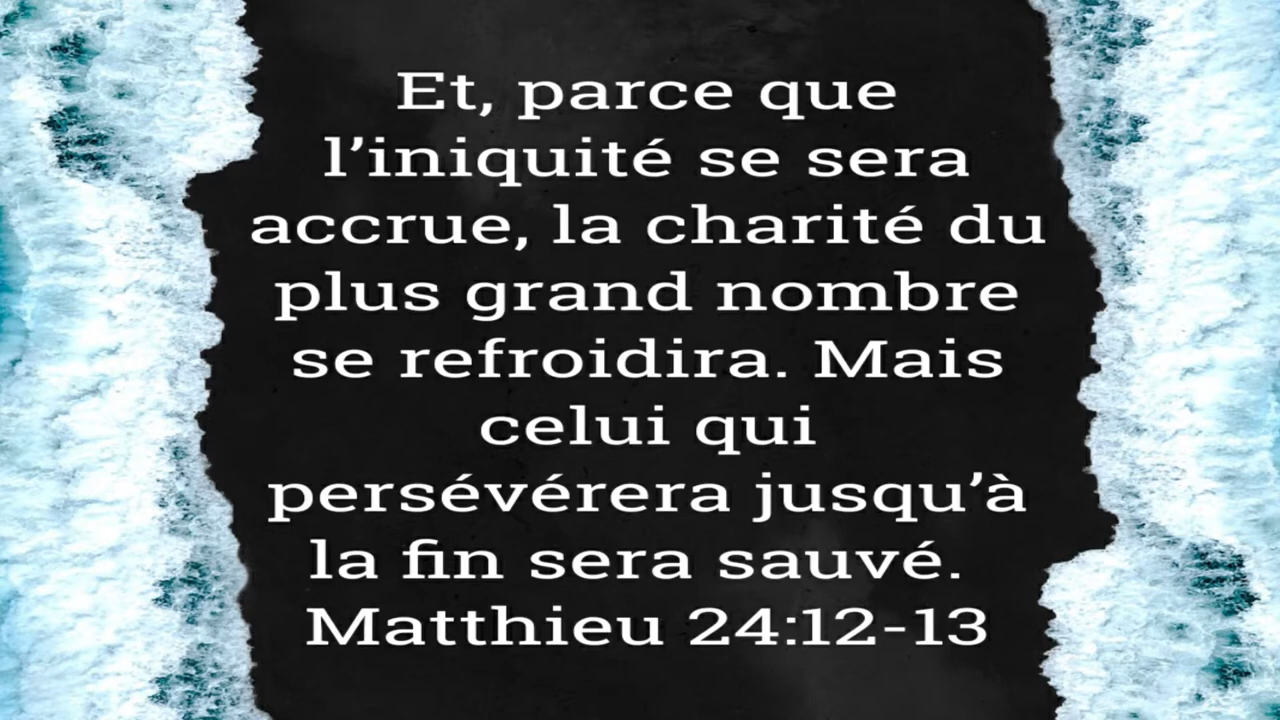 Et, parce que
l’iniquité se sera
accrue, la charité du
plus grand nombre
se refroidira. Mais
celui qui
persévérera jusqu’à
la fin sera sauvé.
Matthieu 24:12-13